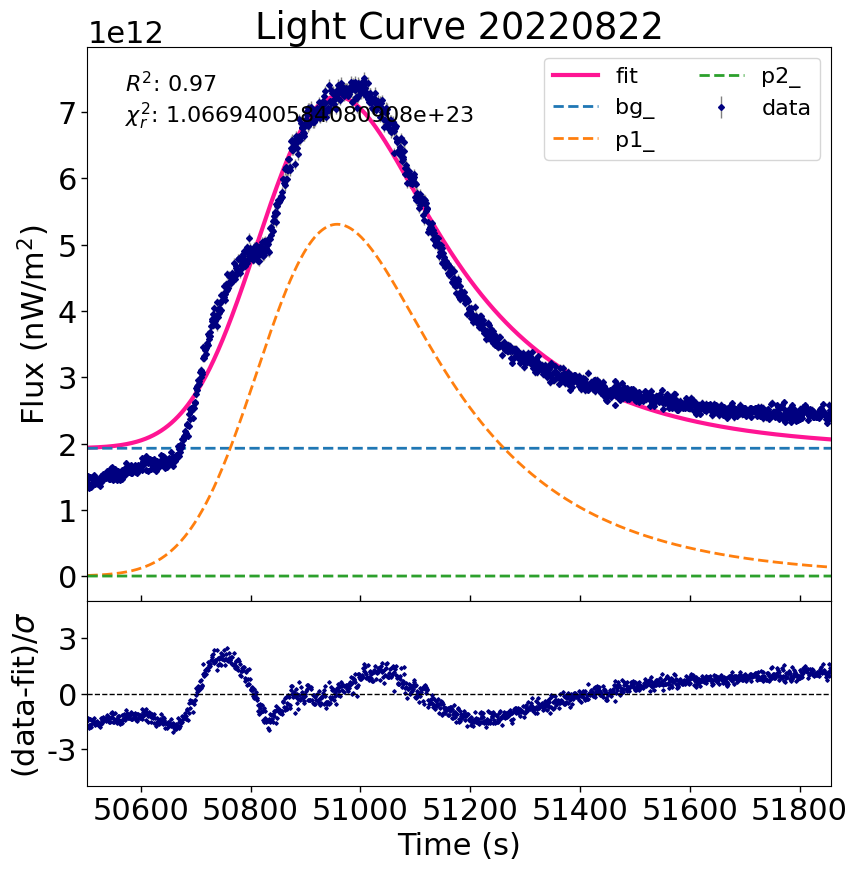 Light Curve 20220822
1e12
R²: 0.97
χ²ᵣ: 1.0669400584080908e+23
fit
bg_
p1_
p2_
data
Flux (nW/m²)
7
6
5
4
3
2
1
0
(data-fit)/σ
3
0
-3
50600 50800 51000 51200 51400 51600 51800
Time (s)